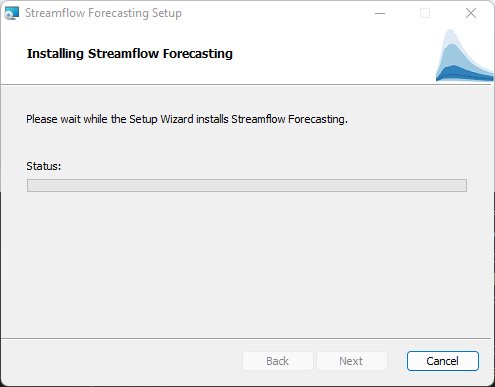 Streamflow Forecasting Setup
Installing Streamflow Forecasting
Please wait while the Setup Wizard installs Streamflow Forecasting.
Status:
Back Next Cancel